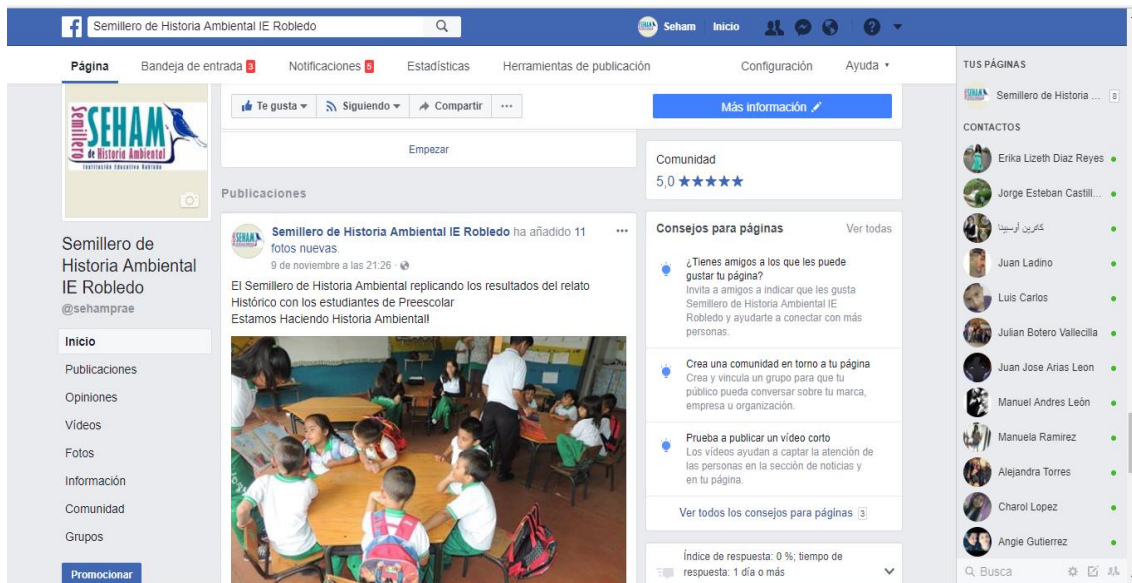 Semillero de Historia Ambiental IE Robledo
Seham
Inicio
Página
Bandeja de entrada 3
Notificaciones 5
Estadísticas
Herramientas de publicación
Configuración
Ayuda
Semillero
SEHAM
de Historia Ambiental
Institución Educativa Robledo
Semillero de
Historia Ambiental
IE Robledo
@sehamprae
Inicio
Publicaciones
Opiniones
Vídeos
Fotos
Información
Comunidad
Grupos
Promocionar
Te gusta
Siguiendo
Compartir
Más información
Empezar
Publicaciones
Semillero de Historia Ambiental IE Robledo ha añadido 11
fotos nuevas.
9 de noviembre a las 21:26 ·
El Semillero de Historia Ambiental replicando los resultados del relato
Histórico con los estudiantes de Preescolar
Estamos Haciendo Historia Ambiental!
Comunidad
5,0 ★★★★★
Consejos para páginas
Ver todas
¿Tienes amigos a los que les puede
gustar tu página?
Invita a amigos a indicar que les gusta
Semillero de Historia Ambiental IE
Robledo y ayudarte a conectar con más
personas.
Crea una comunidad en torno a tu página
Crea y vincula un grupo para que tu
público pueda conversar sobre tu marca,
empresa u organización.
Prueba a publicar un vídeo corto
Los vídeos ayudan a captar la atención de
las personas en la sección de noticias y
en tu página.
Ver todos los consejos para páginas 3
Índice de respuesta: 0 %; tiempo de
respuesta: 1 día o más
TUS PÁGINAS
Semillero de Historia ... 8
CONTACTOS
Erika Lizeth Diaz Reyes
Jorge Esteban Castill...
كاترين أوسپينا
Juan Ladino
Luis Carlos
Julian Botero Vallecilla
Juan Jose Arias Leon
Manuel Andres León
Manuela Ramirez
Alejandra Torres
Charol Lopez
Angie Gutierrez
Busca